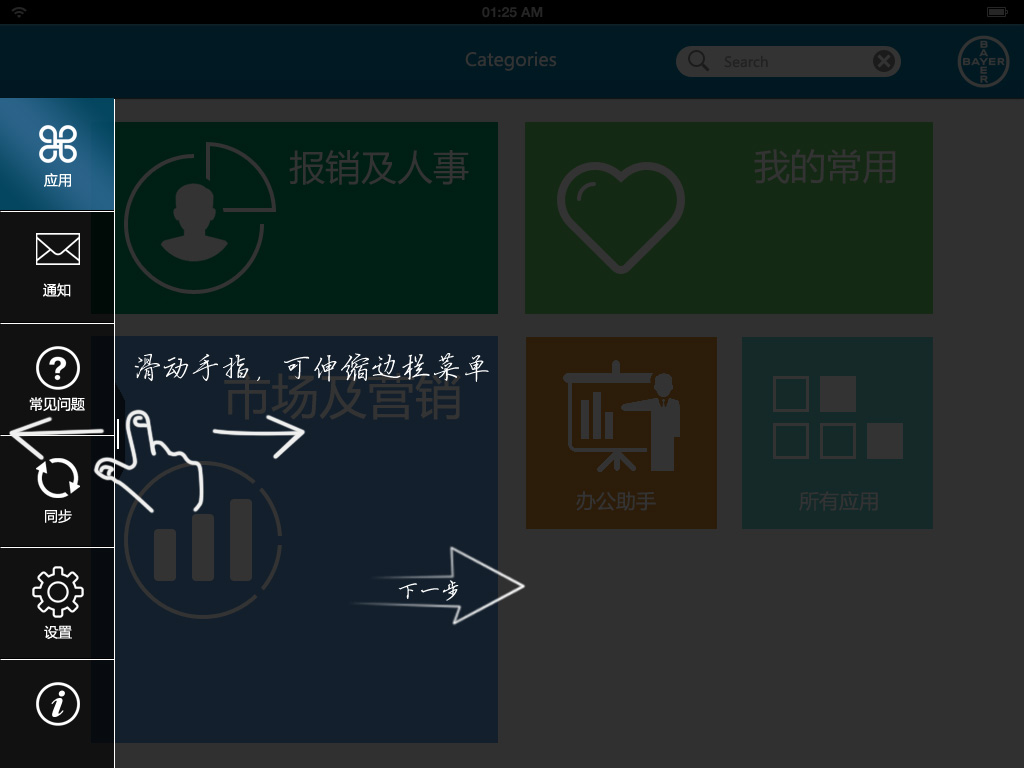 01:25 AM
Categories
Search
BAYER
BAYER
应用
报销及人事
我的常用
通知
滑动手指，可伸缩边栏菜单
市场及营销
常见问题
办公助手
所有应用
同步
下一步
设置